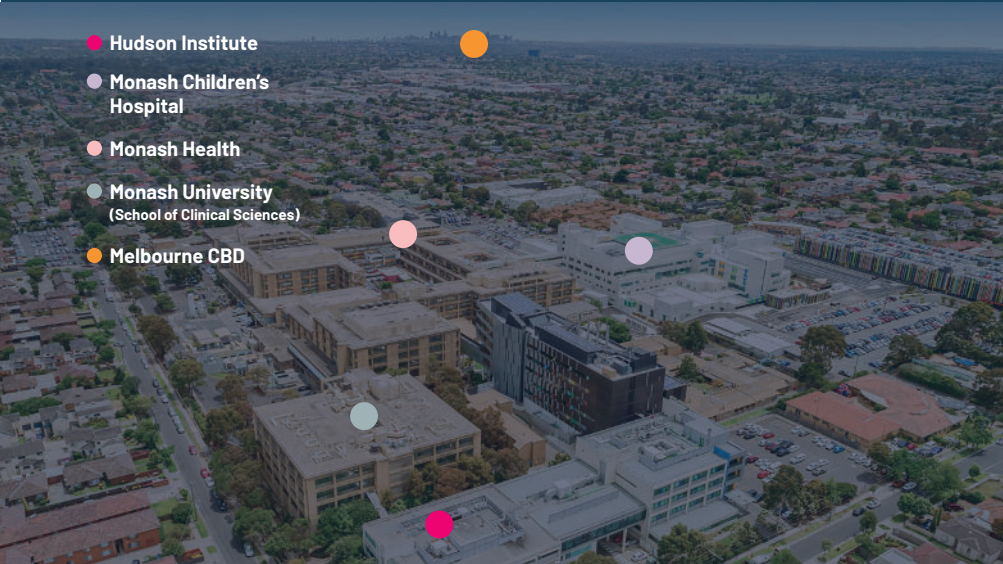 Hudson Institute
Monash Children's
Hospital
Monash Health
Monash University
(School of Clinical Sciences)
Melbourne CBD